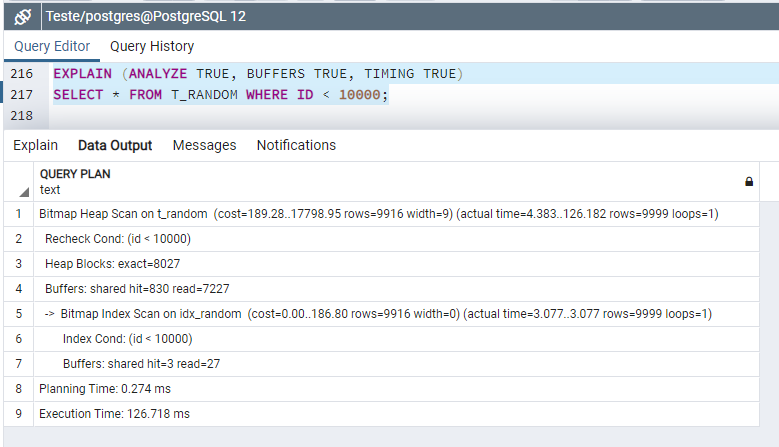 Teste/postgres@PostgreSQL 12
Query Editor Query History
216 EXPLAIN (ANALYZE TRUE, BUFFERS TRUE, TIMING TRUE)
217 SELECT * FROM T_RANDOM WHERE ID < 10000;
218
Explain Data Output Messages Notifications
QUERY PLAN
text
1 Bitmap Heap Scan on t_random (cost=189.28..17798.95 rows=9916 width=9) (actual time=4.383..126.182 rows=9999 loops=1)
2 Recheck Cond: (id < 10000)
3 Heap Blocks: exact=8027
4 Buffers: shared hit=830 read=7227
5 -> Bitmap Index Scan on idx_random (cost=0.00..186.80 rows=9916 width=0) (actual time=3.077..3.077 rows=9999 loops=1)
6 Index Cond: (id < 10000)
7 Buffers: shared hit=3 read=27
8 Planning Time: 0.274 ms
9 Execution Time: 126.718 ms